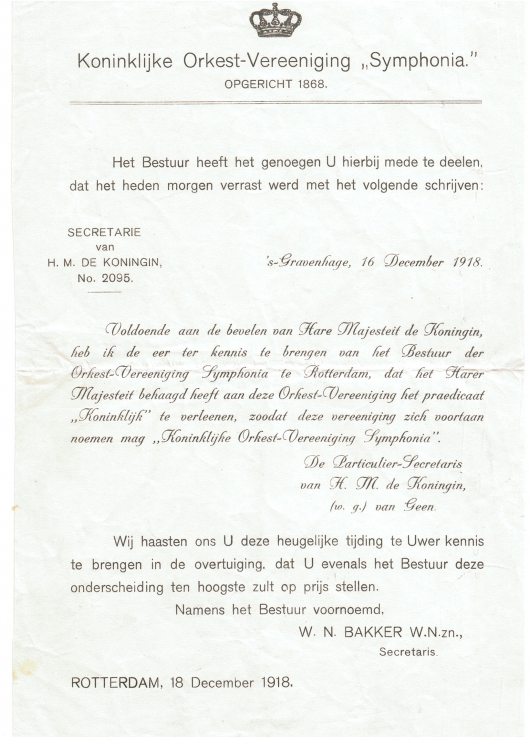 Koninklijke Orkest-Vereeniging „Symphonia."
OPGERICHT 1868.
Het Bestuur heeft het genoegen U hierbij mede te deelen,
dat het heden morgen verrast werd met het volgende schrijven:
SECRETARIE
van
H. M. DE KONINGIN,
No. 2095.
's-Gravenhage, 16 December 1918.
Voldoende aan de bevelen van Hare Majesteit de Koningin,
heb ik de eer ter kennis te brengen van het Bestuur der
Orkest-Vereeniging Symphonia te Rotterdam, dat het Harer
Majesteit behaagd heeft aan deze Orkest-Vereeniging het praedicaat
„Koninklijk" te verleenen, zoodat deze vereeniging zich voortaan
noemen mag „Koninklijke Orkest-Vereeniging Symphonia".
De Particulier-Secretaris
van H. M. de Koningin,
(w. g.) van Geen.
Wij haasten ons U deze heugelijke tijding te Uwer kennis
te brengen in de overtuiging, dat U evenals het Bestuur deze
onderscheiding ten hoogste zult op prijs stellen.
Namens het Bestuur voornoemd,
W. N. BAKKER W.N.zn.,
Secretaris.
ROTTERDAM, 18 December 1918.